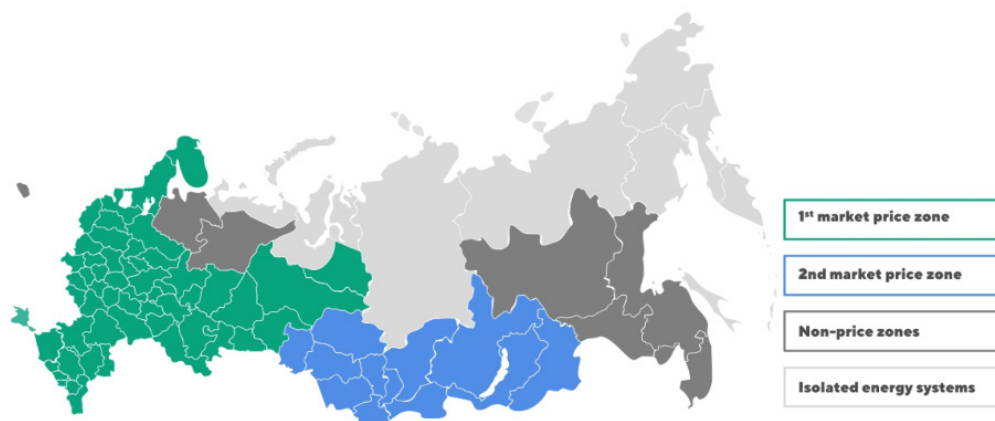 1st market price zone
2nd market price zone
Non-price zones
Isolated energy systems